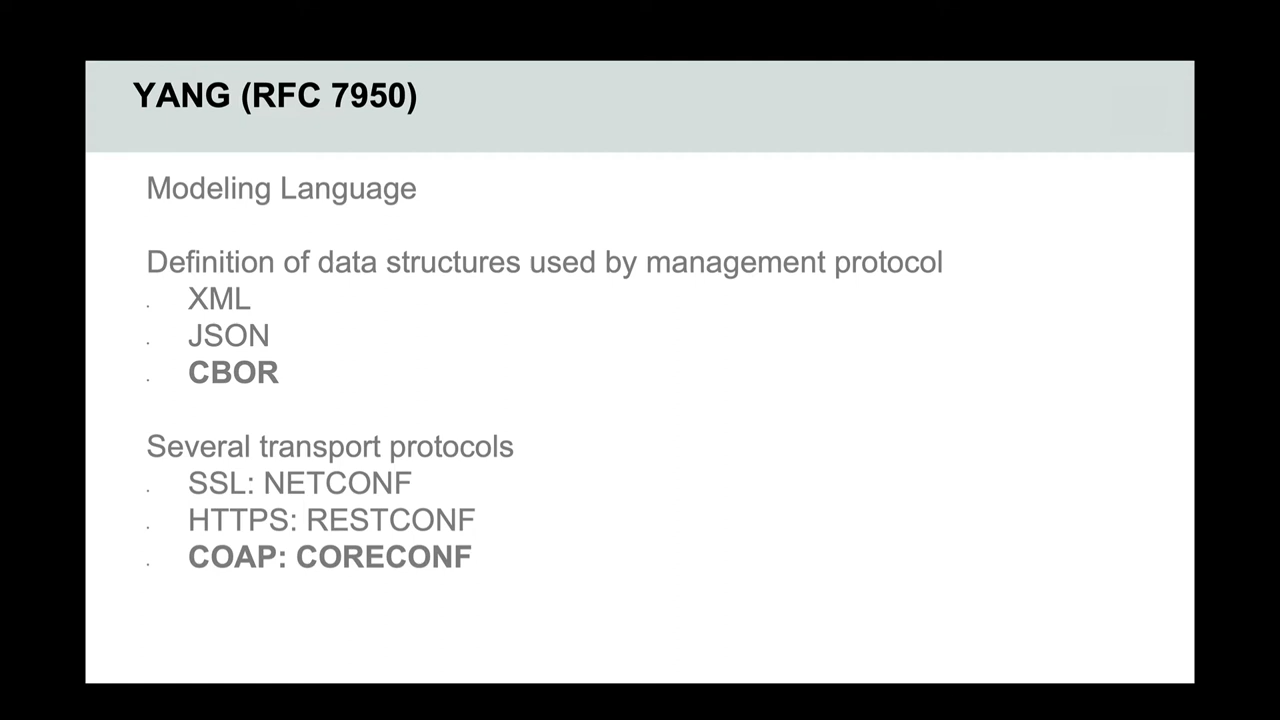 YANG (RFC 7950)
Modeling Language
Definition of data structures used by management protocol
. XML
. JSON
. CBOR
Several transport protocols
. SSL: NETCONF
. HTTPS: RESTCONF
. COAP: CORECONF